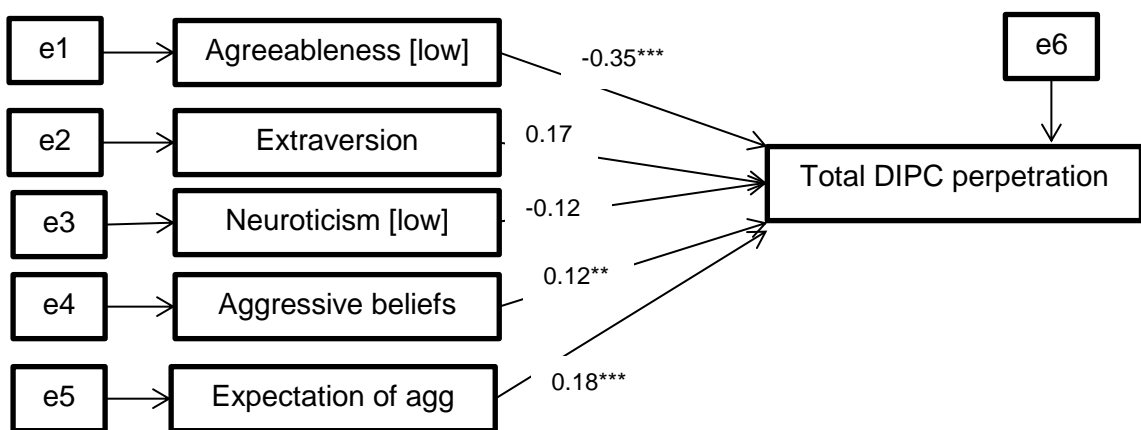 e1
Agreeableness [low]
-0.35***
e6
e2
Extraversion
0.17
Total DIPC perpetration
e3
Neuroticism [low]
-0.12
e4
Aggressive beliefs
0.12**
e5
Expectation of agg
0.18***